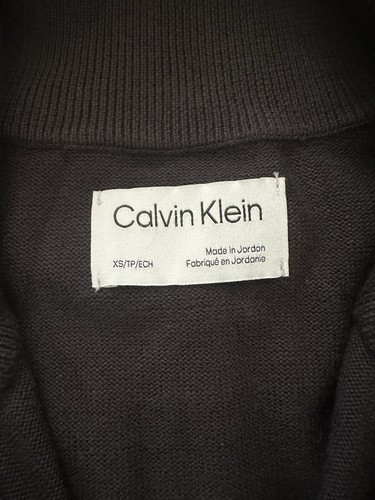 Calvin Klein
Made in Jordan
XS/TP/ECH
Fabriqué en Jordanie